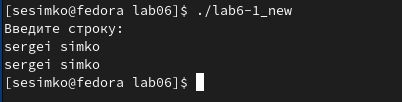 [sesimko@fedora lab06]$ ./lab6-1_new
Введите строку:
sergei simko
sergei simko
[sesimko@fedora lab06]$